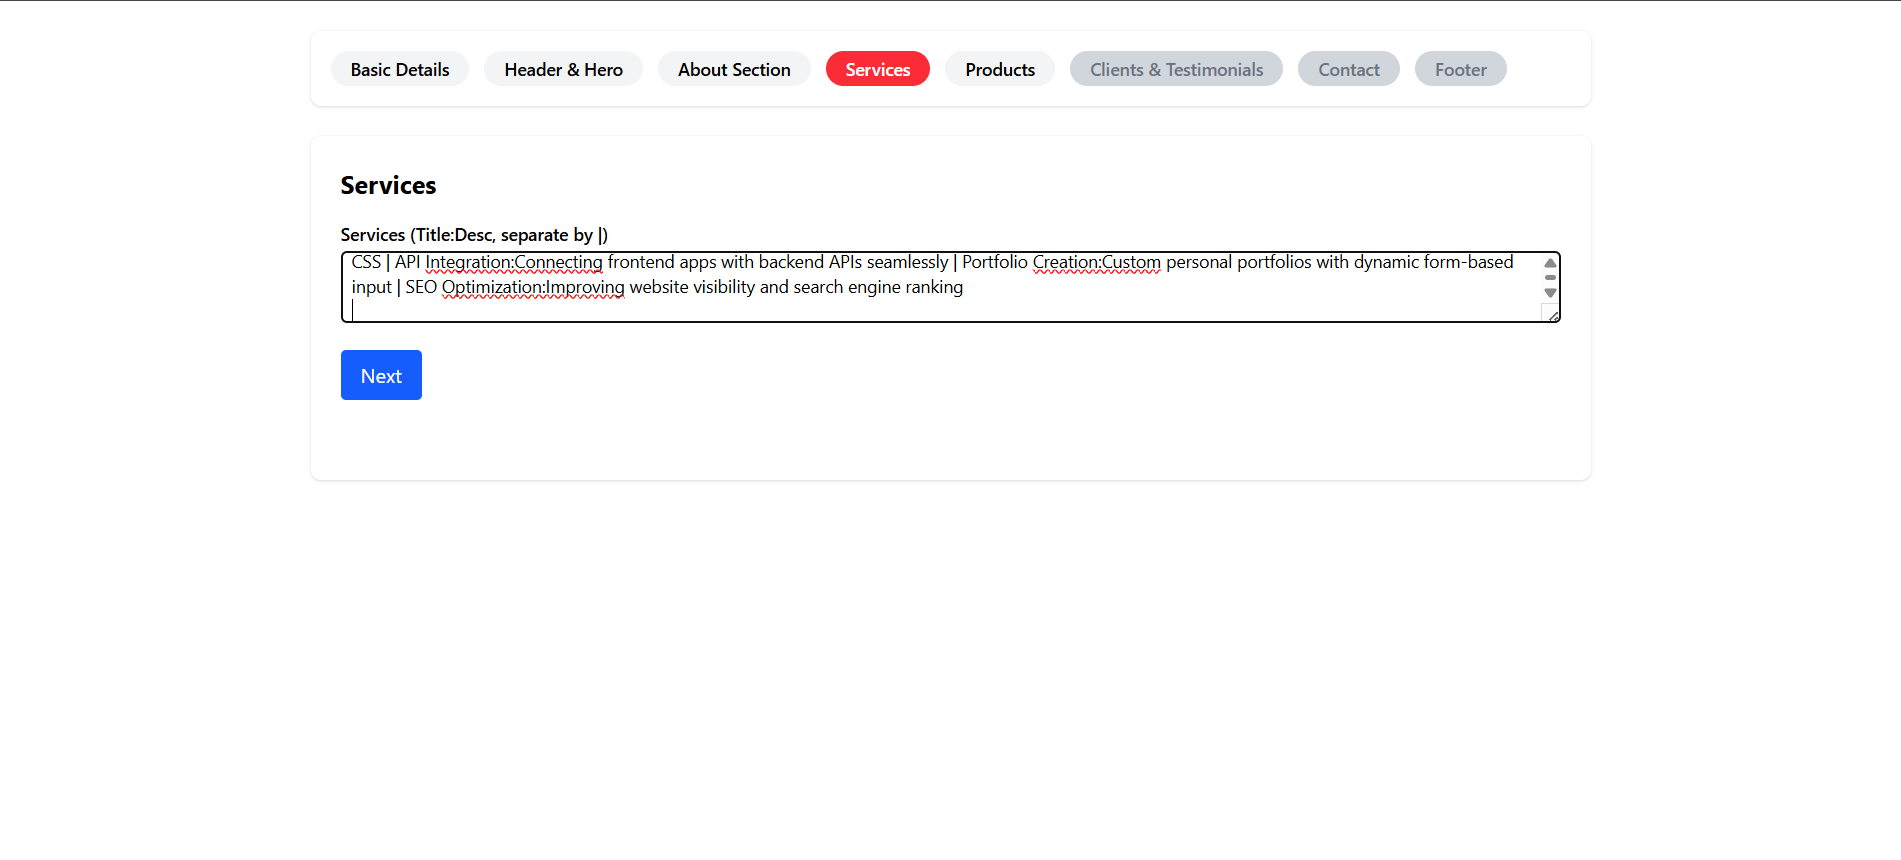 Basic Details Header & Hero About Section Services Products Clients & Testimonials Contact Footer
Services
Services (Title:Desc, separate by |)
CSS | API Integration:Connecting frontend apps with backend APIs seamlessly | Portfolio Creation:Custom personal portfolios with dynamic form-based
input | SEO Optimization:Improving website visibility and search engine ranking
Next